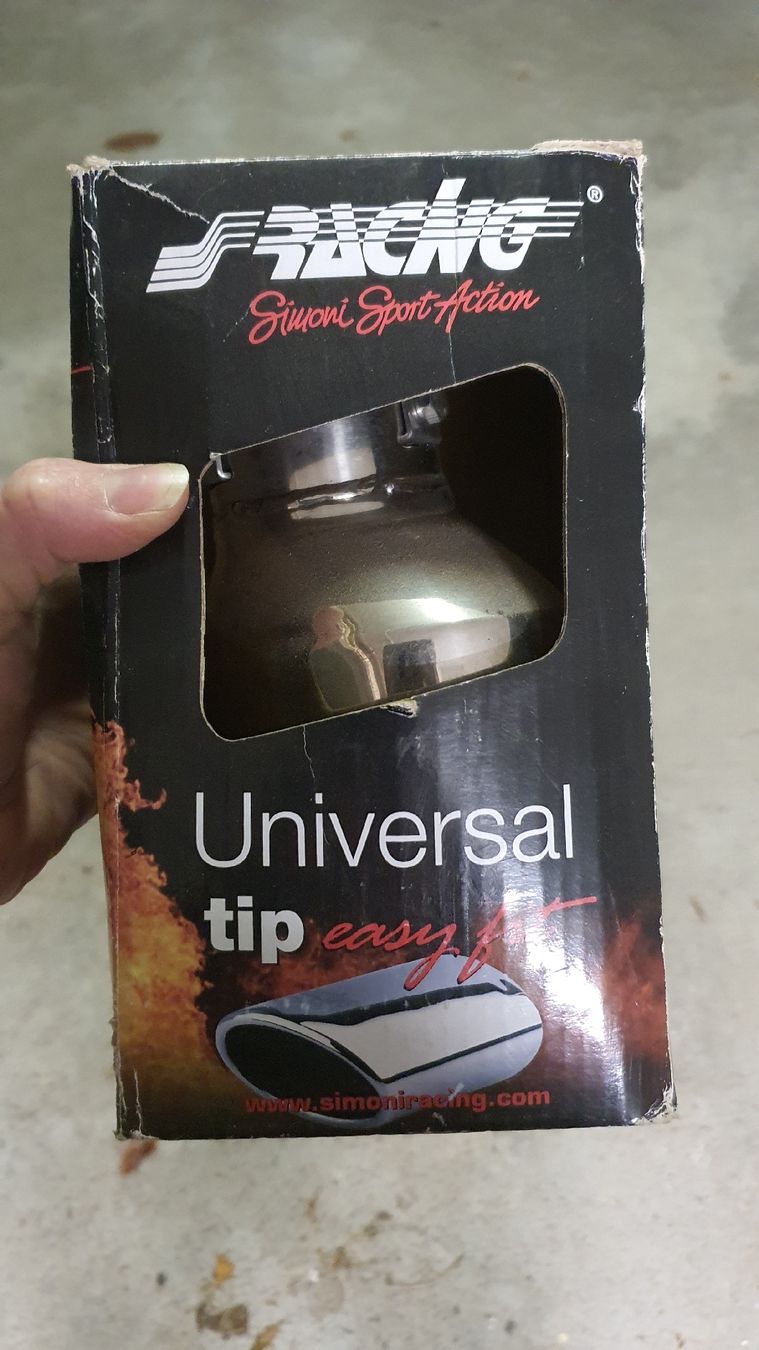 S RACING®
Simoni Sport Action
Universal
tip easy fit
www.simoniracing.com